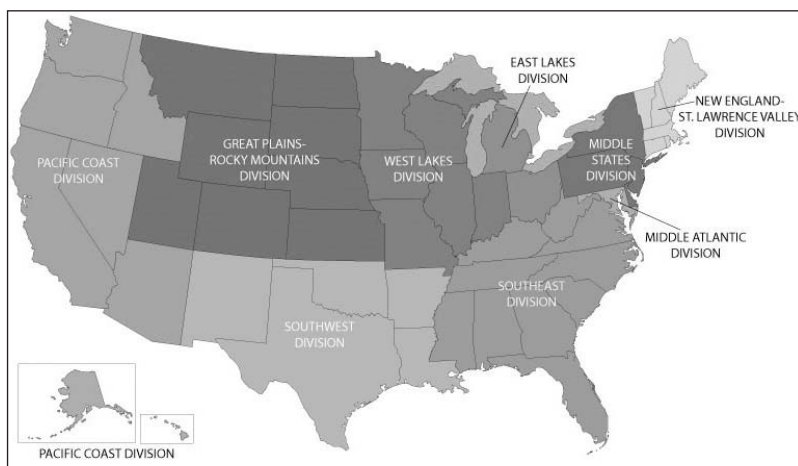 EAST LAKES
DIVISION
NEW ENGLAND-
ST. LAWRENCE VALLEY
DIVISION
PACIFIC COAST
DIVISION
GREAT PLAINS-
ROCKY MOUNTAINS
DIVISION
WEST LAKES
DIVISION
MIDDLE
STATES
DIVISION
MIDDLE ATLANTIC
DIVISION
SOUTHEAST
DIVISION
SOUTHWEST
DIVISION
PACIFIC COAST DIVISION